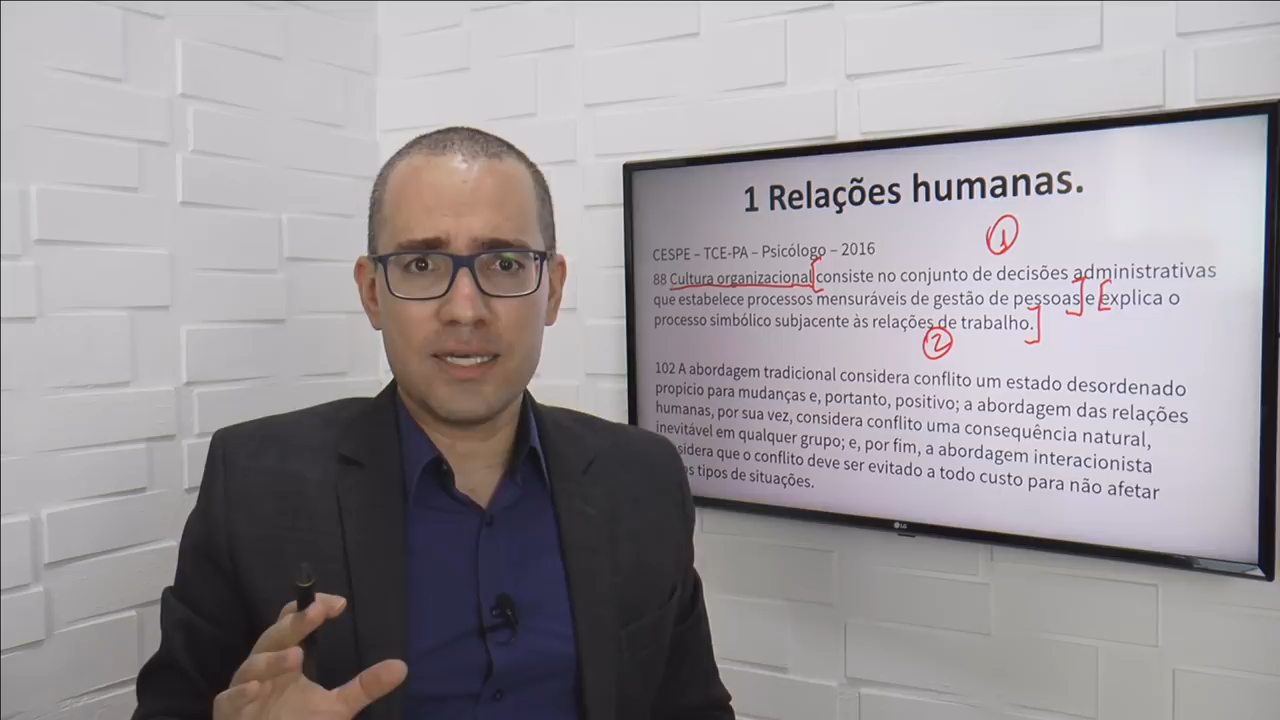 1 Relações humanas.
1
CESPE – TCE-PA – Psicólogo – 2016
88 Cultura organizacional consiste no conjunto de decisões administrativas
que estabelece processos mensuráveis de gestão de pessoas e explica o
processo simbólico subjacente às relações de trabalho.
2
102 A abordagem tradicional considera conflito um estado desordenado
propício para mudanças e, portanto, positivo; a abordagem das relações
humanas, por sua vez, considera conflito uma consequência natural,
inevitável em qualquer grupo; e, por fim, a abordagem interacionista
que o conflito deve ser evitado a todo custo para não afetar
tipos de situações.
LG